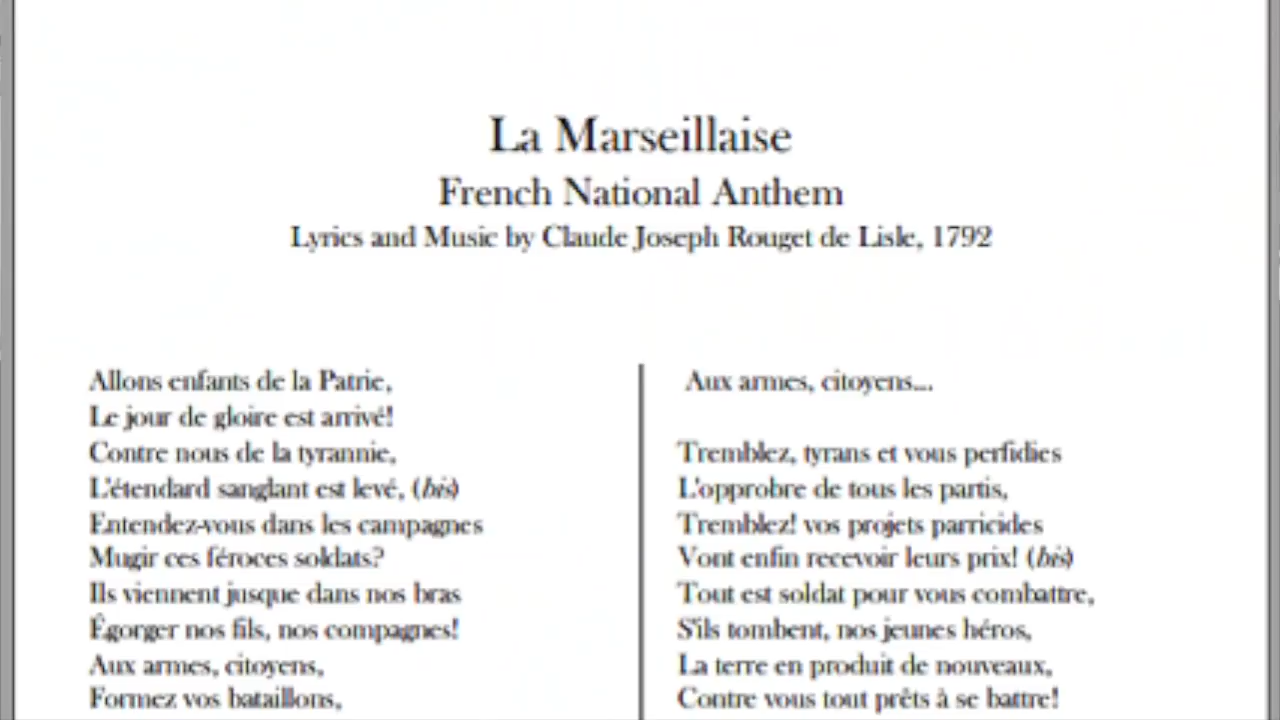 La Marseillaise
French National Anthem
Lyrics and Music by Claude Joseph Rouget de Lisle, 1792
Allons enfants de la Patrie,
Le jour de gloire est arrivé!
Contre nous de la tyrannie,
L'étendard sanglant est levé, (bis)
Entendez-vous dans les campagnes
Mugir ces féroces soldats?
Ils viennent jusque dans nos bras
Égorger nos fils, nos compagnes!
Aux armes, citoyens,
Formez vos bataillons,
Aux armes, citoyens...
Tremblez, tyrans et vous perfidies
L'opprobre de tous les partis,
Tremblez! vos projets parricides
Vont enfin recevoir leurs prix! (bis)
Tout est soldat pour vous combattre,
S'ils tombent, nos jeunes héros,
La terre en produit de nouveaux,
Contre vous tout prêts à se battre!